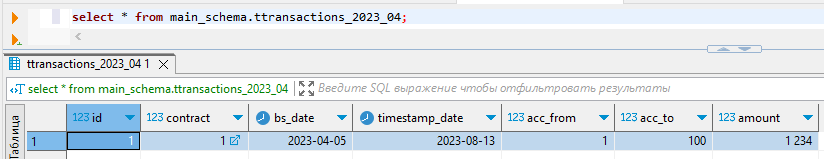 select * from main_schema.ttransactions_2023_04;
ttransactions_2023_04 1
select * from main_schema.ttransactions_2023_04
Введите SQL выражение чтобы отфильтровать результаты
Таблица
123 id 123 contract bs_date timestamp_date 123 acc_from 123 acc_to 123 amount
1 1 1 2023-04-05 2023-08-13 1 100 1 234